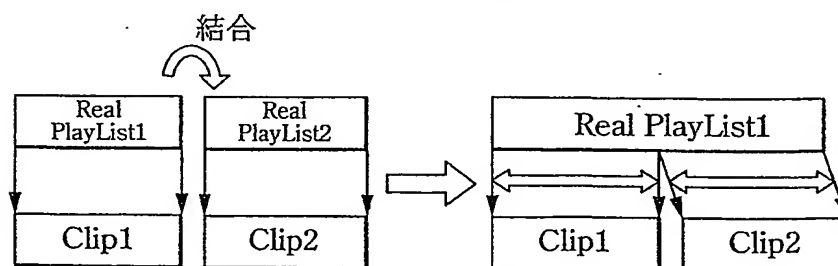 結合
Real
PlayList1
Real
PlayList2
Clip1
Clip2
Real PlayList1
Clip1
Clip2